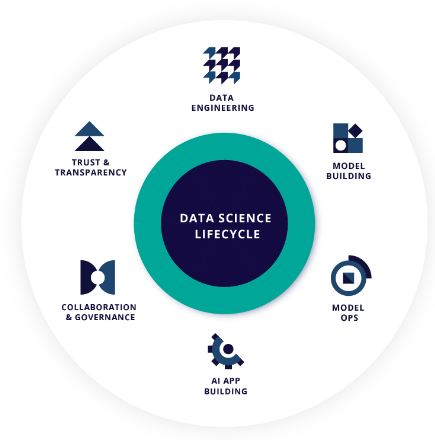 DATA
ENGINEERING
TRUST &
TRANSPARENCY
MODEL
BUILDING
DATA SCIENCE
LIFECYCLE
COLLABORATION
& GOVERNANCE
MODEL
OPS
AI APP
BUILDING